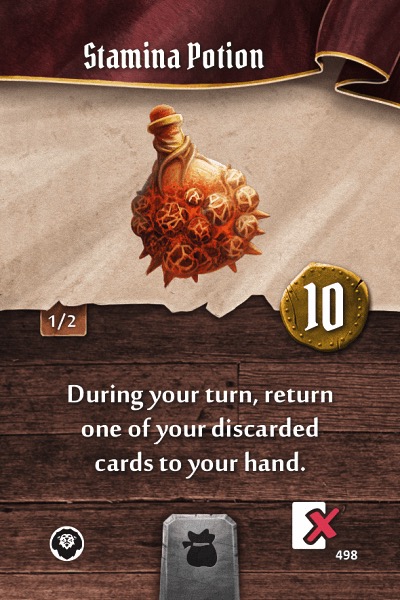 Stamina Potion
10
1/2
During your turn, return
one of your discarded
cards to your hand.
498